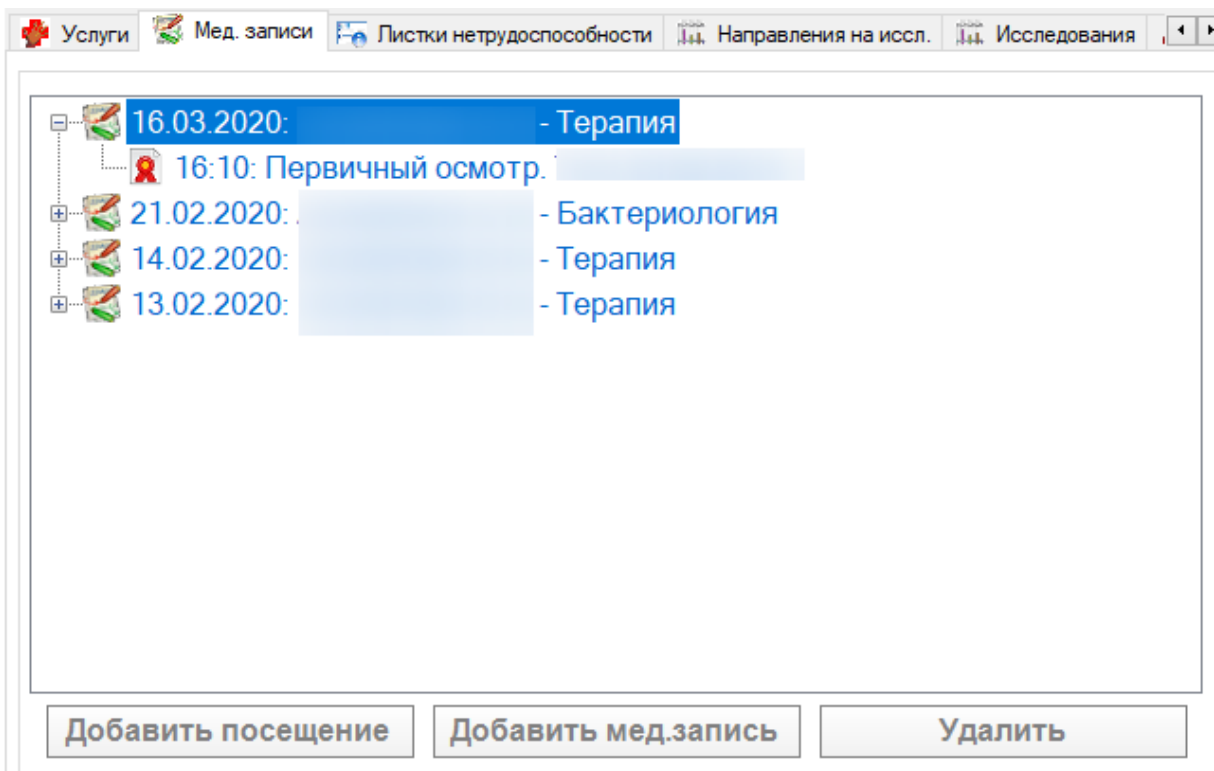 Услуги Мед. записи Листки нетрудоспособности Направления на иссл. Исследования
16.03.2020: - Терапия
16:10: Первичный осмотр.
21.02.2020: - Бактериология
14.02.2020: - Терапия
13.02.2020: - Терапия
Добавить посещение Добавить мед.запись Удалить